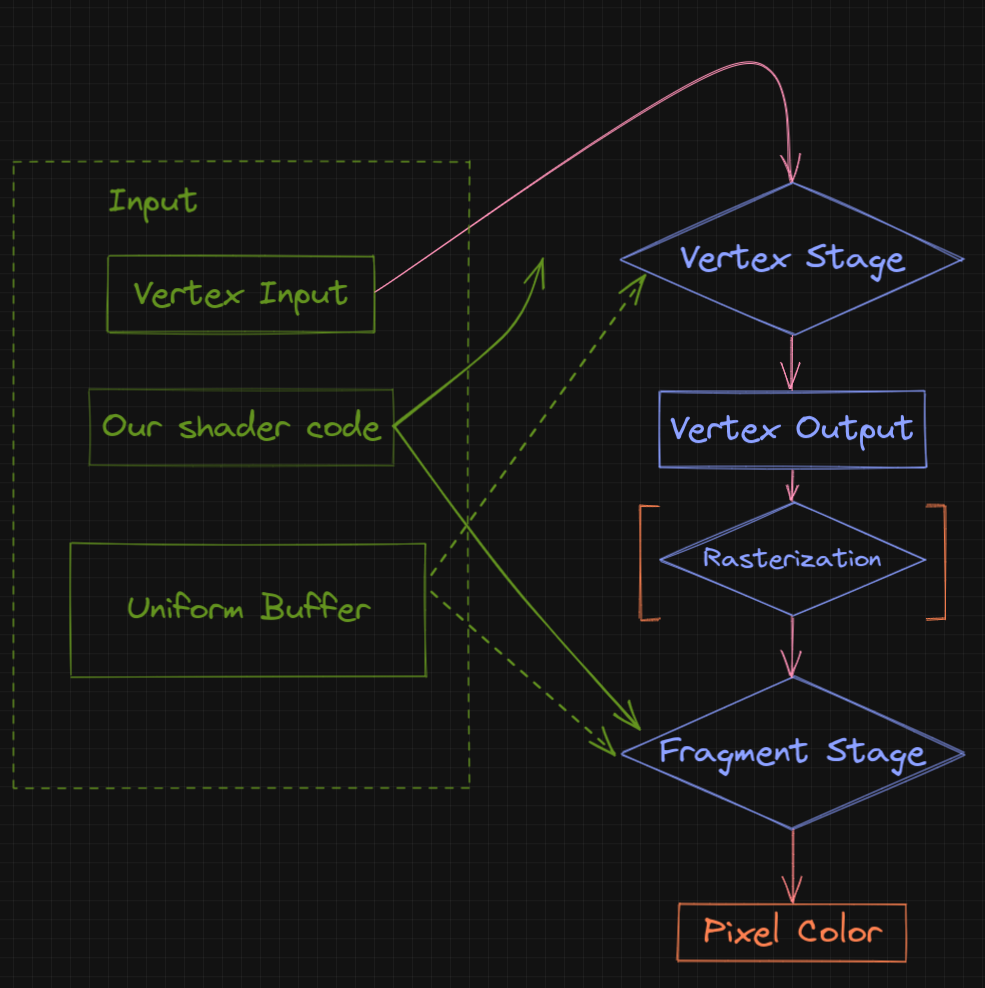 Input
Vertex Input
Our shader code
Uniform Buffer
Vertex Stage
Vertex Output
Rasterization
Fragment Stage
Pixel Color